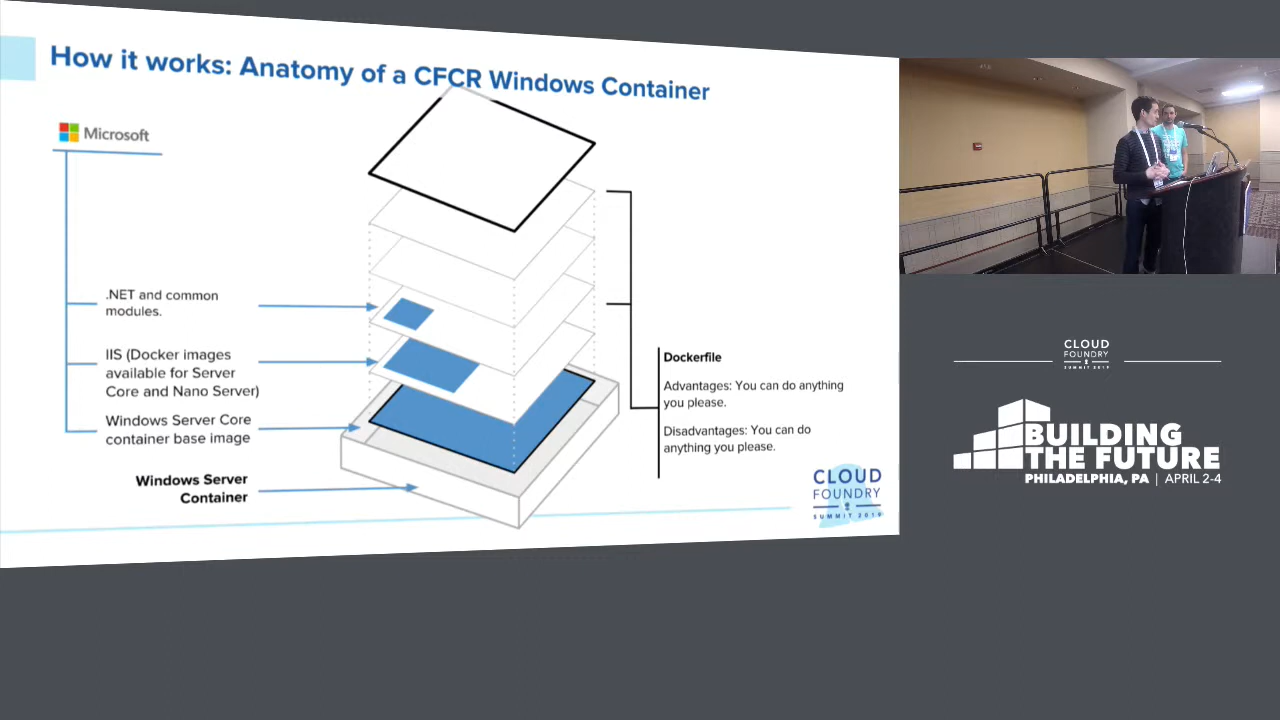 How it works: Anatomy of a CFCR Windows Container
Microsoft
.NET and common
modules.
IIS (Docker images
available for Server
Core and Nano Server)
Windows Server Core
container base image
Windows Server
Container
Dockerfile
Advantages: You can do anything
you please.
Disadvantages: You can do
anything you please.
CLOUD
FOUNDRY
SUMMIT 2019
CLOUD
FOUNDRY
SUMMIT 2019
BUILDING
THE FUTURE
PHILADELPHIA, PA | APRIL 2-4